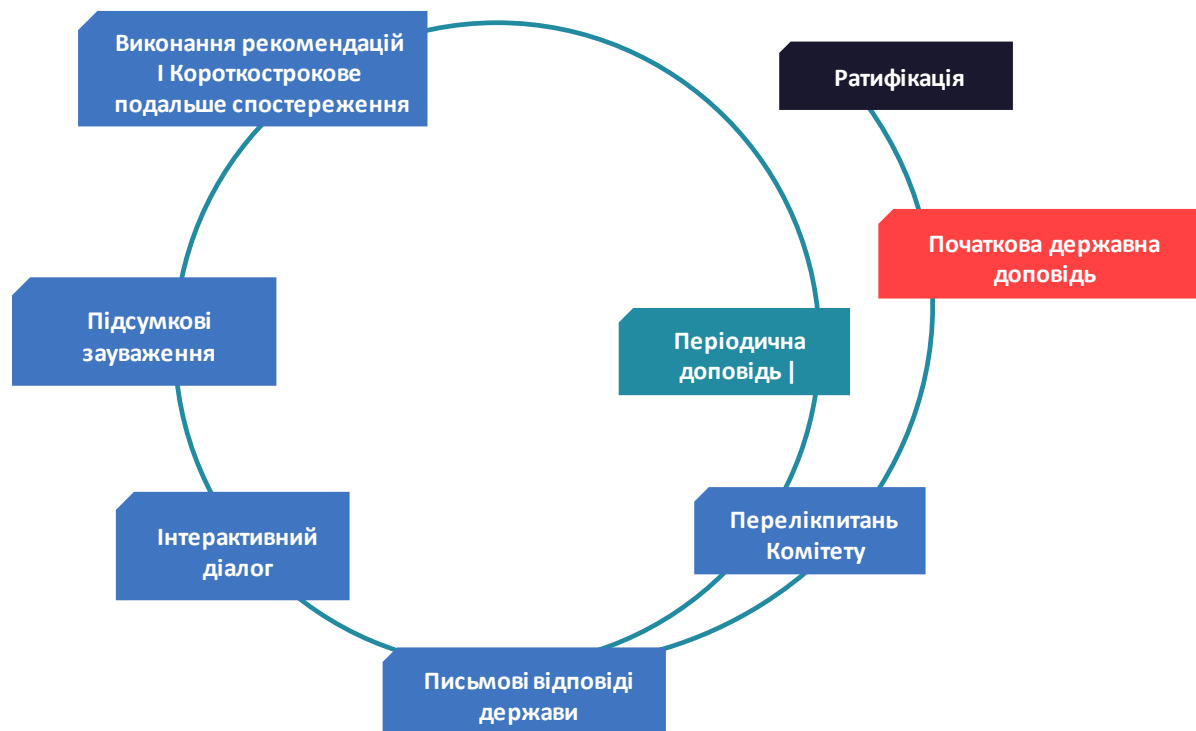 Виконання рекомендацій
І Короткострокове
подальше спостереження
Ратифікація
Початкова державна
доповідь
Підсумкові
зауваження
Періодична
доповідь |
Інтерактивний
діалог
Перелікпитань
Комітету
Письмові відповіді
держави